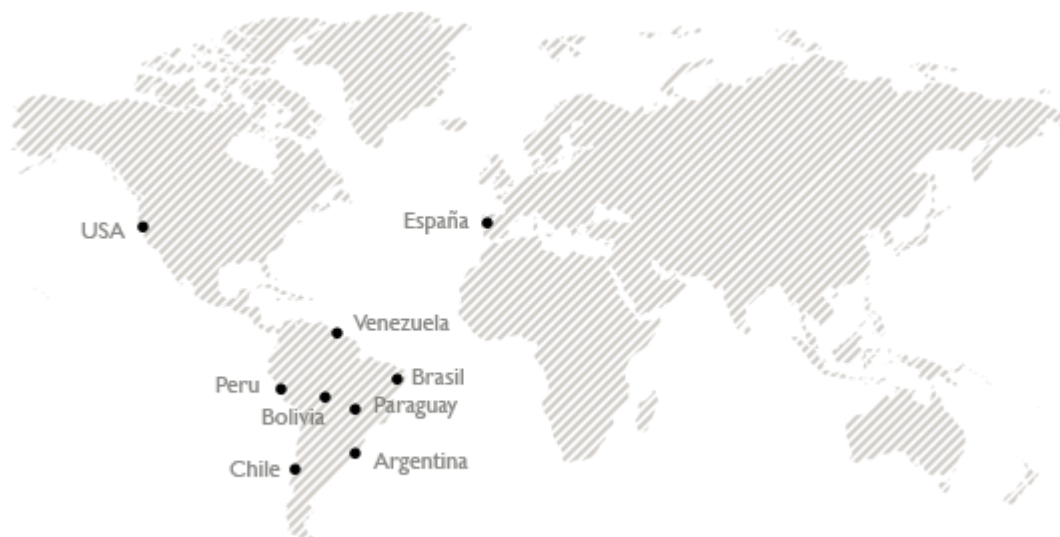 España
USA
Venezuela
Brasil
Peru
Paraguay
Bolivia
Argentina
Chile